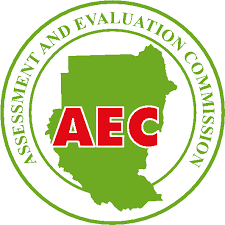 ASSESSMENT AND EVALUATION COMMISSION
AEC